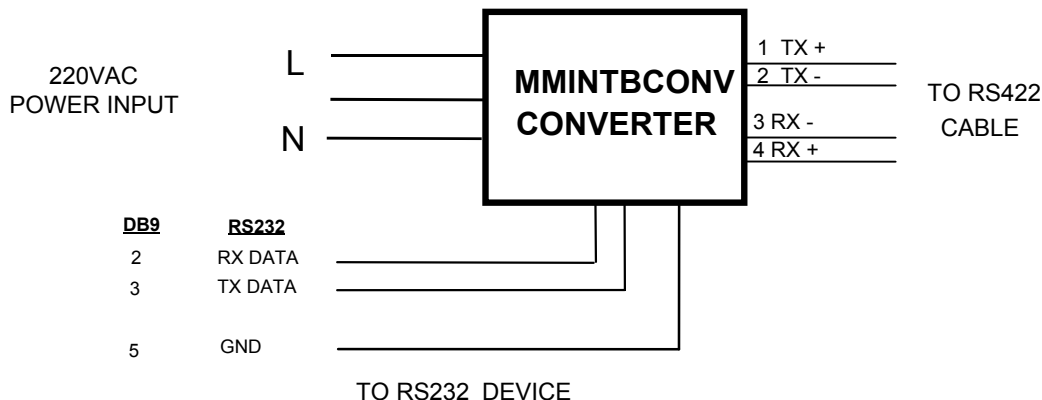 220VAC
POWER INPUT
L
N
MMINTBCONV
CONVERTER
1 TX +
2 TX -
3 RX -
4 RX +
TO RS422
CABLE
DB9 RS232
2 RX DATA
3 TX DATA
5 GND
TO RS232 DEVICE